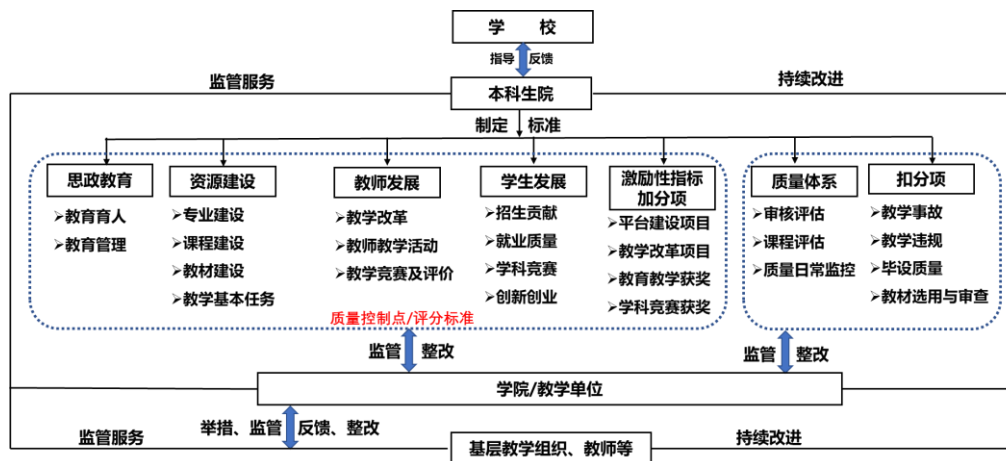 学 校
指导 反馈
监管服务
持续改进
本科生院
制定 标准
思政教育
➢教育育人
➢教育管理
资源建设
➢专业建设
➢课程建设
➢教材建设
➢教学基本任务
教师发展
➢教学改革
➢教师教学活动
➢教学竞赛及评价
学生发展
➢招生贡献
➢就业质量
➢学科竞赛
➢创新创业
激励性指标
加分项
➢平台建设项目
➢教学改革项目
➢教育教学获奖
➢学科竞赛获奖
质量体系
➢审核评估
➢课程评估
➢质量日常监控
扣分项
➢教学事故
➢教学违规
➢毕设质量
➢教材选用与审查
质量控制点/评分标准
监管 整改
监管 整改
学院/教学单位
举措、监管 反馈、整改
监管服务
持续改进
基层教学组织、教师等